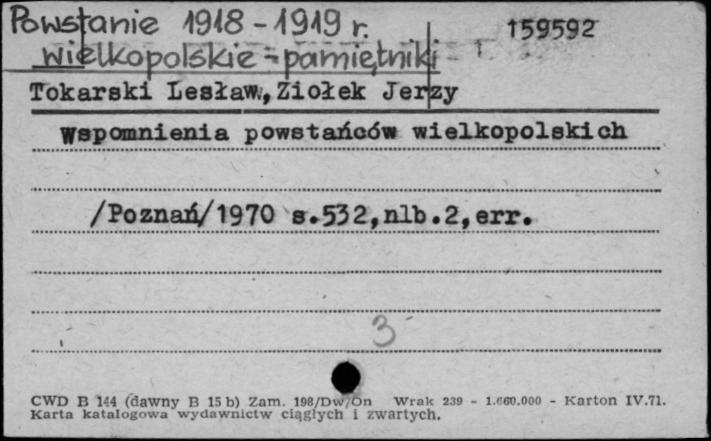 Powstanie 1918-1919 r.
159592
wielkopolskie - pamiętniki
Tokarski Lesław, Ziołek Jerzy
Wspomnienia powstańców wielkopolskich
/Poznań/1970 s.532,nlb.2,err.
3
CWD B 144 (dawny B 15 b) Zam. 198/Dw/On Wrak 239 - 1.660.000 - Karton IV.71.
Karta katalogowa wydawnictw ciągłych i zwartych.